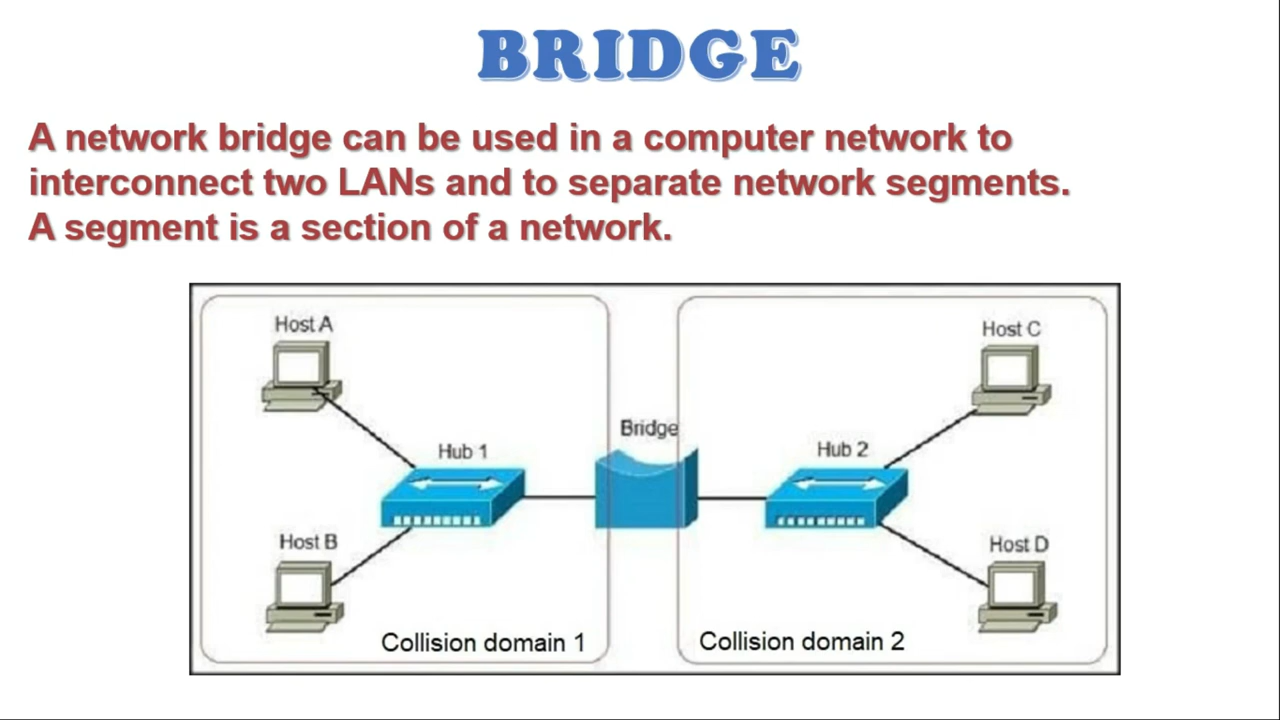 BRIDGE
A network bridge can be used in a computer network to
interconnect two LANs and to separate network segments.
A segment is a section of a network.
Host A
Host C
Bridge
Hub 1
Hub 2
Host B
Host D
Collision domain 1
Collision domain 2